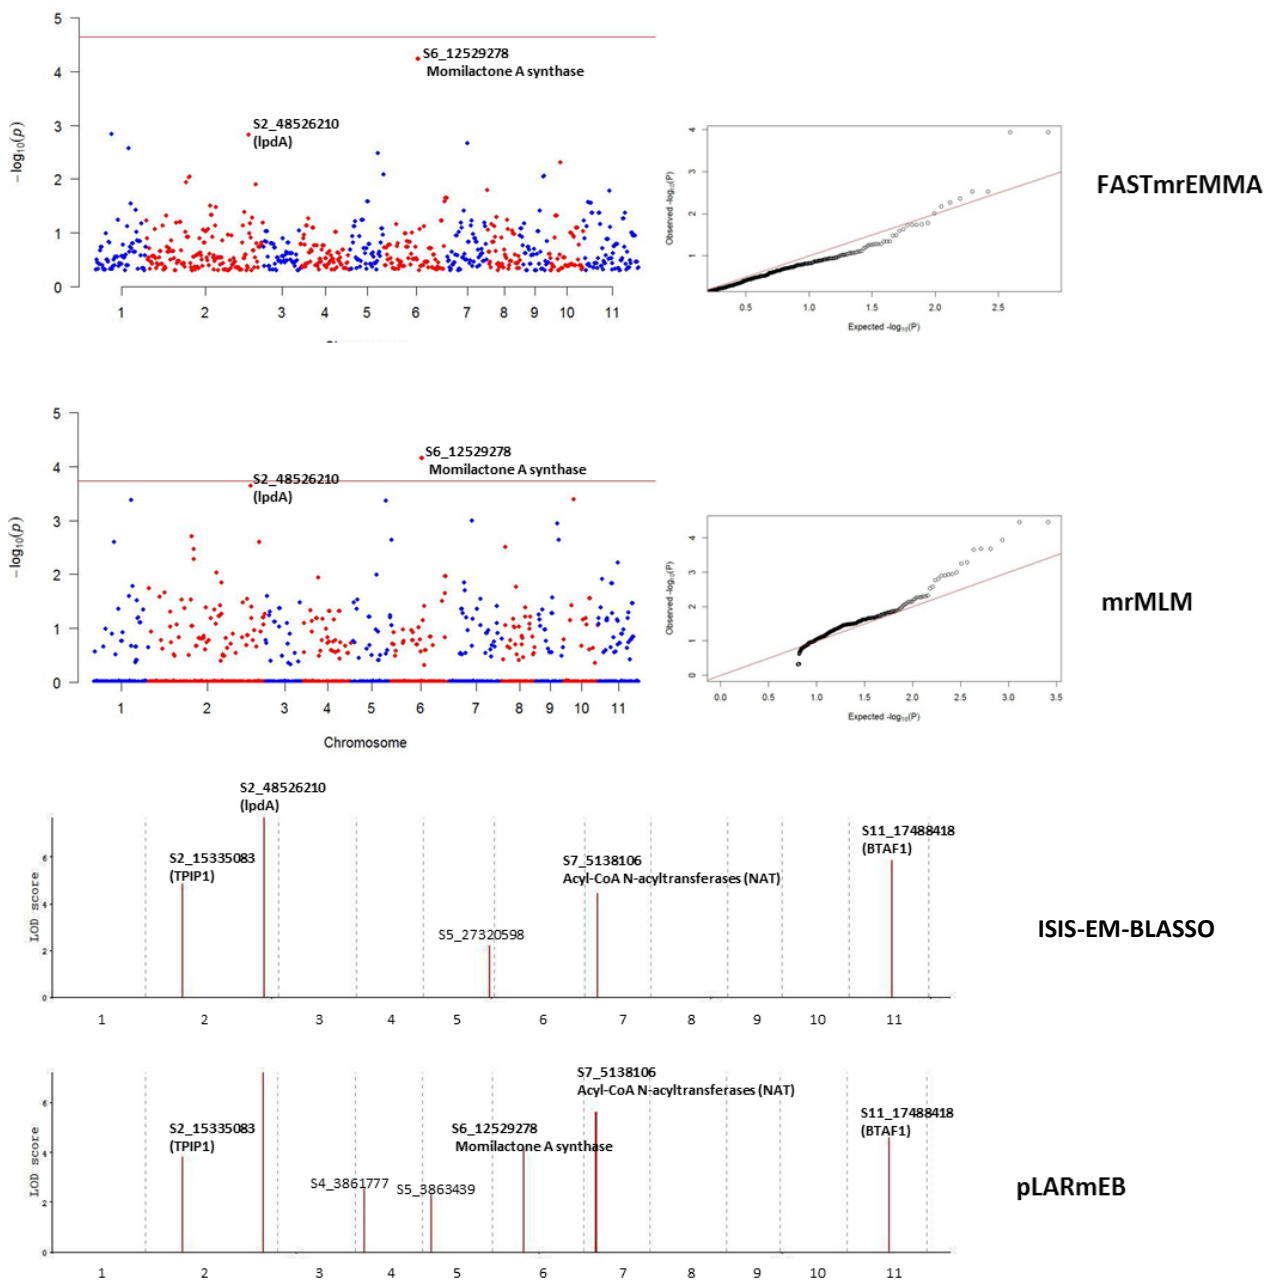 5
4
3
2
1
0
− log10(p)
S6_12529278
Momilactone A synthase
S2_48526210
(lpdA)
1 2 3 4 5 6 7 8 9 10 11
4
3
2
1
Observed -log10(P)
0.5 1.0 1.5 2.0 2.5
Expected -log10(P)
FASTmrEMMA
5
4
3
2
1
0
− log10(p)
S6_12529278
Momilactone A synthase
S2_48526210
(lpdA)
1 2 3 4 5 6 7 8 9 10 11
Chromosome
4
3
2
1
0
Observed -log10(P)
0.0 0.5 1.0 1.5 2.0 2.5 3.0 3.5
Expected -log10(P)
mrMLM
S2_48526210
(lpdA)
S2_15335083
(TPIP1)
S5_27320598
S7_5138106
Acyl-CoA N-acyltransferases (NAT)
S11_17488418
(BTAF1)
6
4
2
0
LOD score
1 2 3 4 5 6 7 8 9 10 11
ISIS-EM-BLASSO
S7_5138106
Acyl-CoA N-acyltransferases (NAT)
S2_15335083
(TPIP1)
S4_3861777
S5_3863439
S6_12529278
Momilactone A synthase
S11_17488418
(BTAF1)
6
4
2
0
LOD score
1 2 3 4 5 6 7 8 9 10 11
pLARmEB